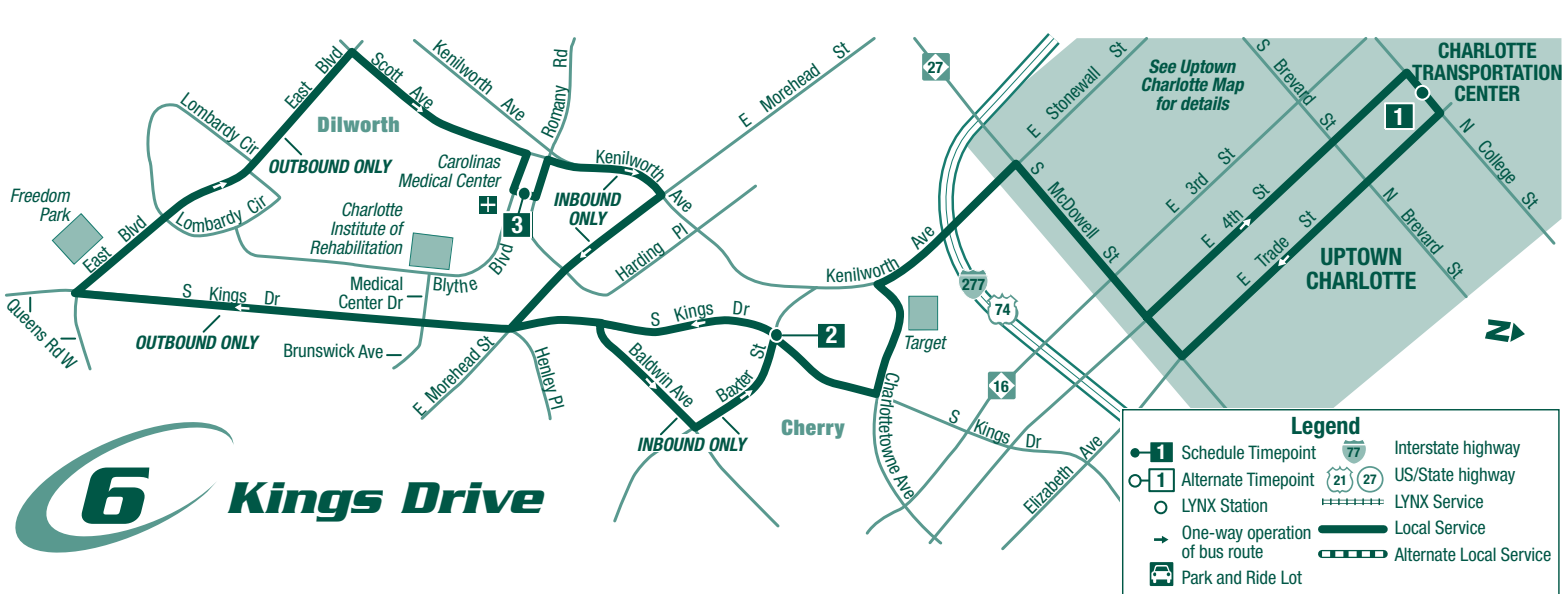 CHARLOTTE
TRANSPORTATION
CENTER
1
See Uptown
Charlotte Map
for details
UPTOWN
CHARLOTTE
E Stonewall St
S Brevard St
N Brevard St
N College St
E 3rd St
E 4th St
E Trade St
S McDowell St
27
277
74
16
Kenilworth Ave
Romany Rd
E Morehead St
East Blvd
Scott Ave
Dilworth
Lombardy Cir
OUTBOUND ONLY
Carolinas
Medical Center
3
Kenilworth Ave
INBOUND
ONLY
Freedom
Park
East Blvd
Lombardy Cir
Charlotte
Institute of
Rehabilitation
Blythe Blvd
Harding Pl
Kenilworth Ave
Medical
Center Dr
S Kings Dr
OUTBOUND ONLY
Queens Rd W
Brunswick Ave
E Morehead St
Henley Pl
S Kings Dr
2
Target
Baldwin Ave
Baxter St
INBOUND ONLY
Cherry
Charlottetowne Ave
S Kings Dr
Elizabeth Ave
N
6 Kings Drive
Legend
1 Schedule Timepoint
1 Alternate Timepoint
LYNX Station
One-way operation
of bus route
Park and Ride Lot
77 Interstate highway
21 27 US/State highway
LYNX Service
Local Service
Alternate Local Service